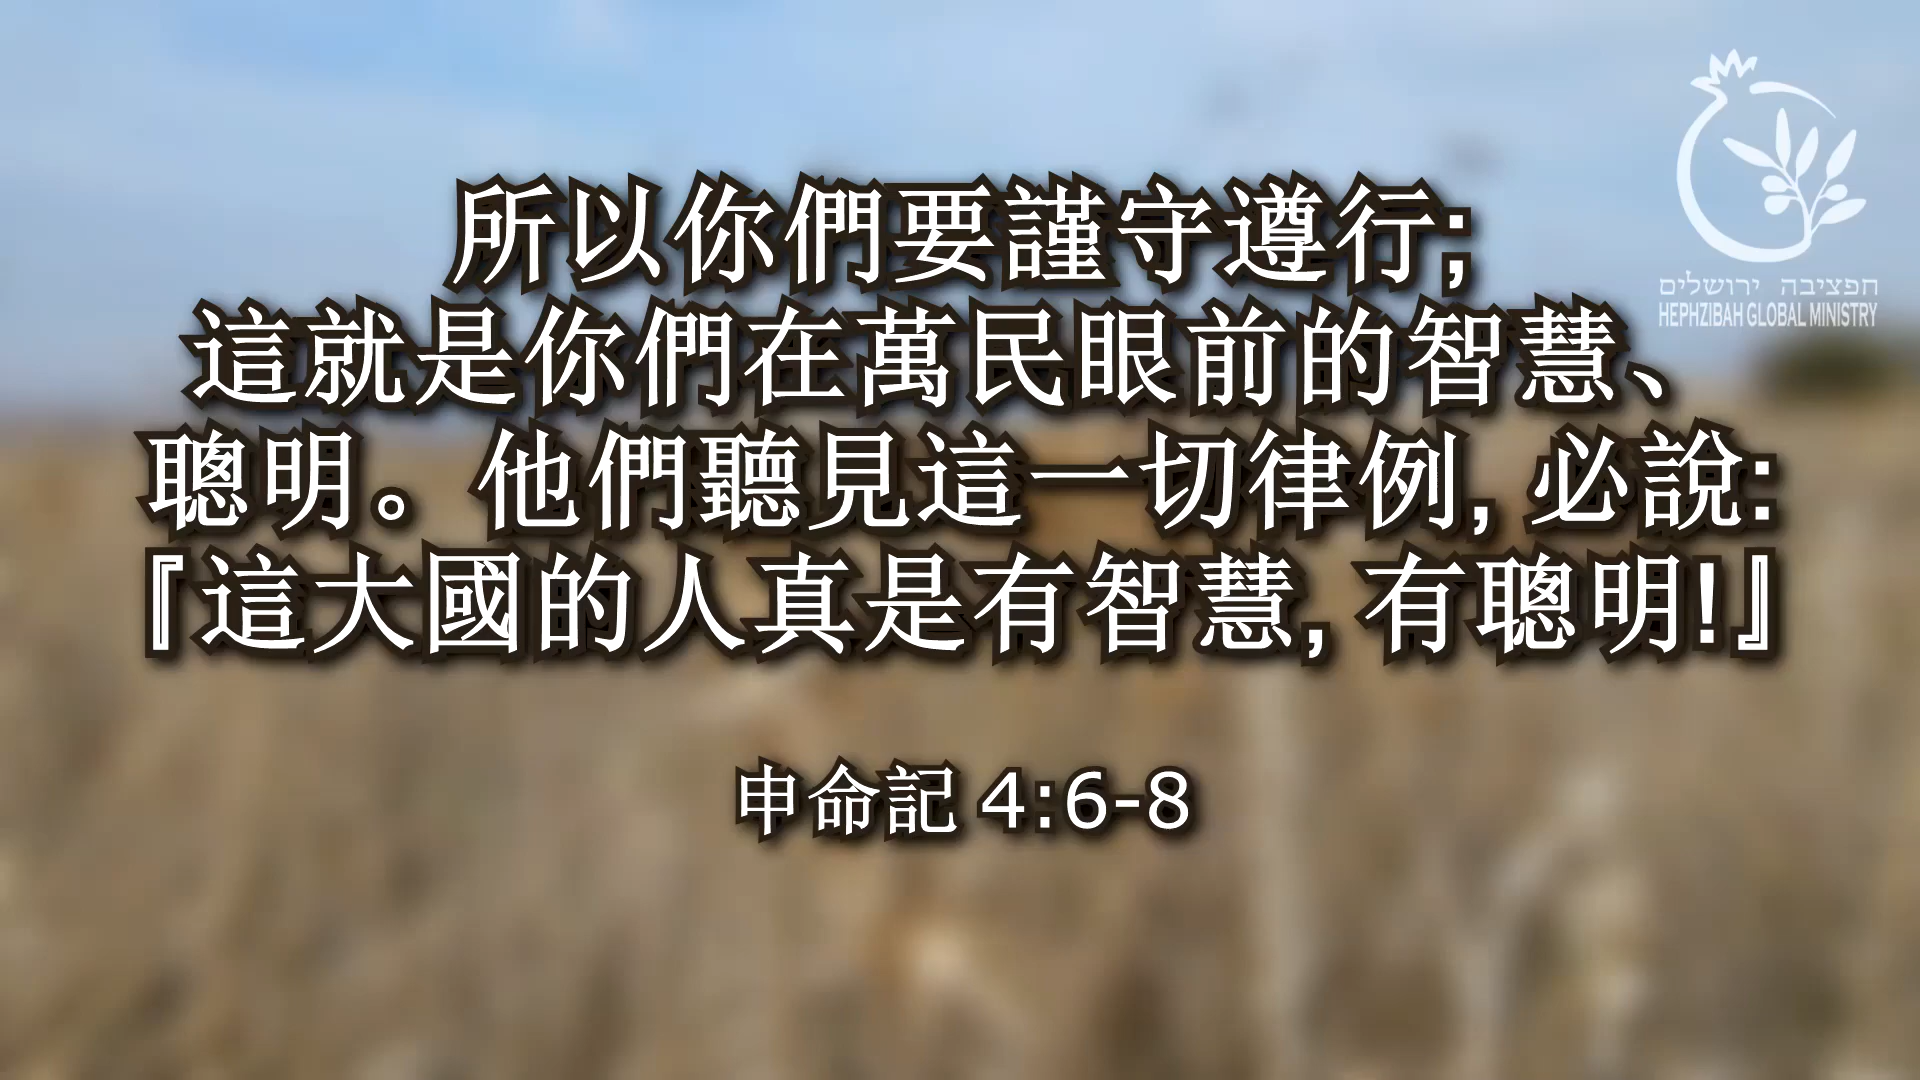 所以你們要謹守遵行;
這就是你們在萬民眼前的智慧、
聰明。他們聽見這一切律例, 必說:
『這大國的人真是有智慧, 有聰明!』
申命記 4:6-8
חפציבה ירושלים
HEPHZIBAH GLOBAL MINISTRY